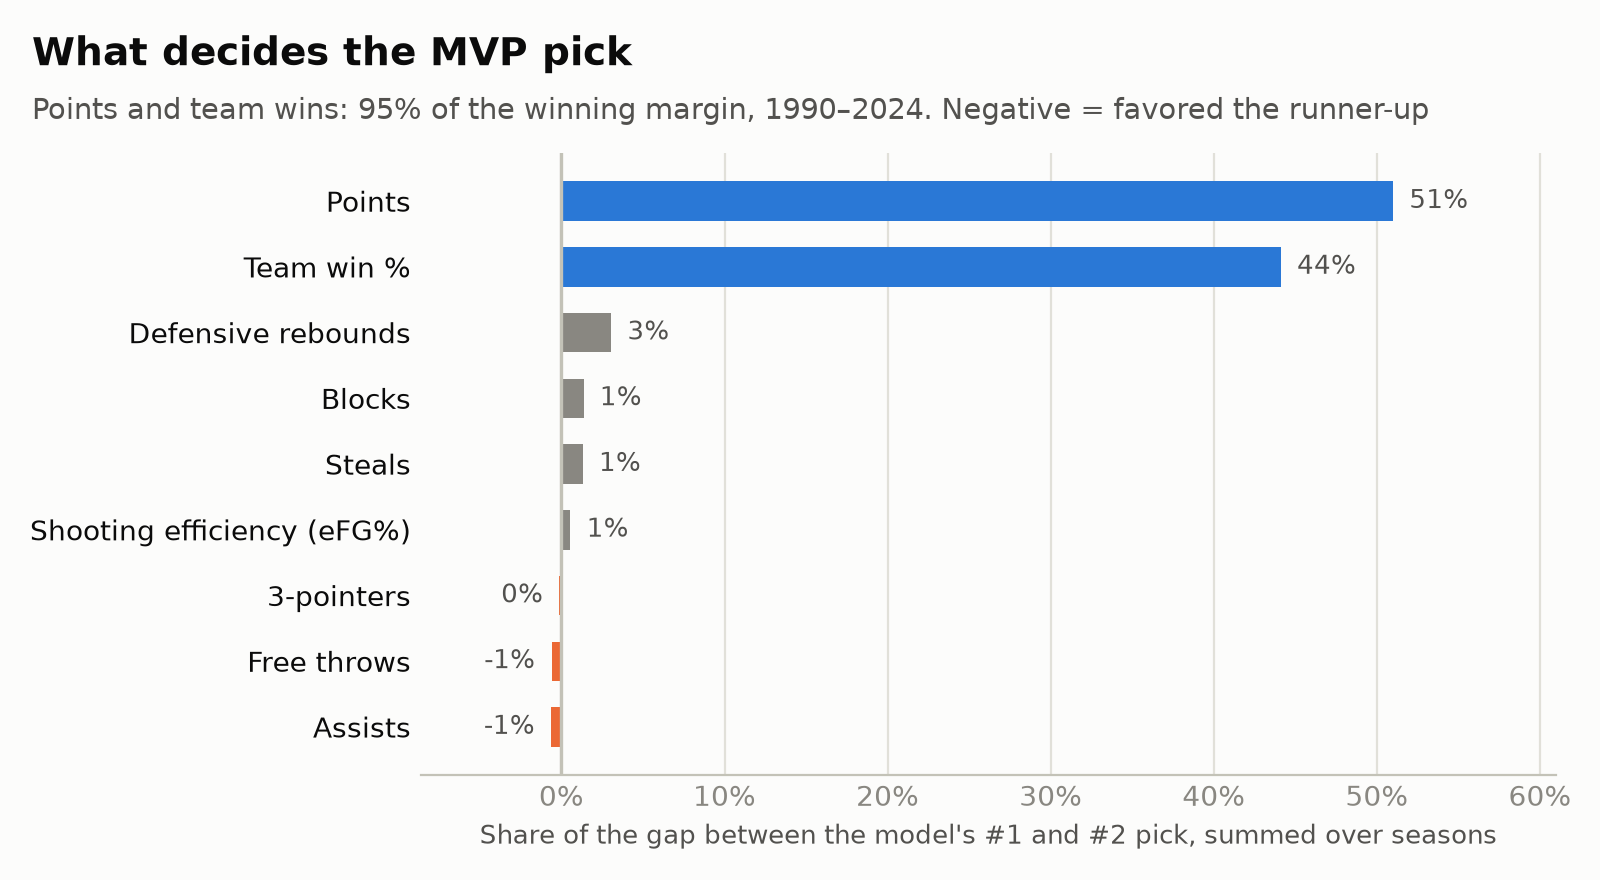 What decides the MVP pick
Points and team wins: 95% of the winning margin, 1990–2024. Negative = favored the runner-up
Points 51%
Team win % 44%
Defensive rebounds 3%
Blocks 1%
Steals 1%
Shooting efficiency (eFG%) 1%
3-pointers 0%
Free throws -1%
Assists -1%
0% 10% 20% 30% 40% 50% 60%
Share of the gap between the model's #1 and #2 pick, summed over seasons